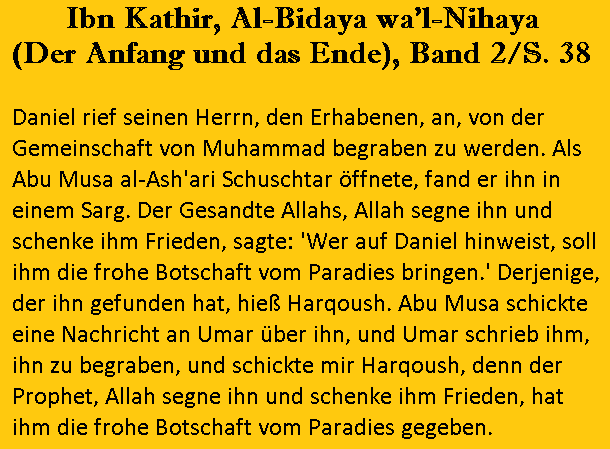 Ibn Kathir, Al-Bidaya wa'l-Nihaya
(Der Anfang und das Ende), Band 2/S. 38
Daniel rief seinen Herrn, den Erhabenen, an, von der
Gemeinschaft von Muhammad begraben zu werden. Als
Abu Musa al-Ash'ari Schuschtar öffnete, fand er ihn in
einem Sarg. Der Gesandte Allahs, Allah segne ihn und
schenke ihm Frieden, sagte: 'Wer auf Daniel hinweist, soll
ihm die frohe Botschaft vom Paradies bringen.' Derjenige,
der ihn gefunden hat, hieß Harqoush. Abu Musa schickte
eine Nachricht an Umar über ihn, und Umar schrieb ihm,
ihn zu begraben, und schickte mir Harqoush, denn der
Prophet, Allah segne ihn und schenke ihm Frieden, hat
ihm die frohe Botschaft vom Paradies gegeben.